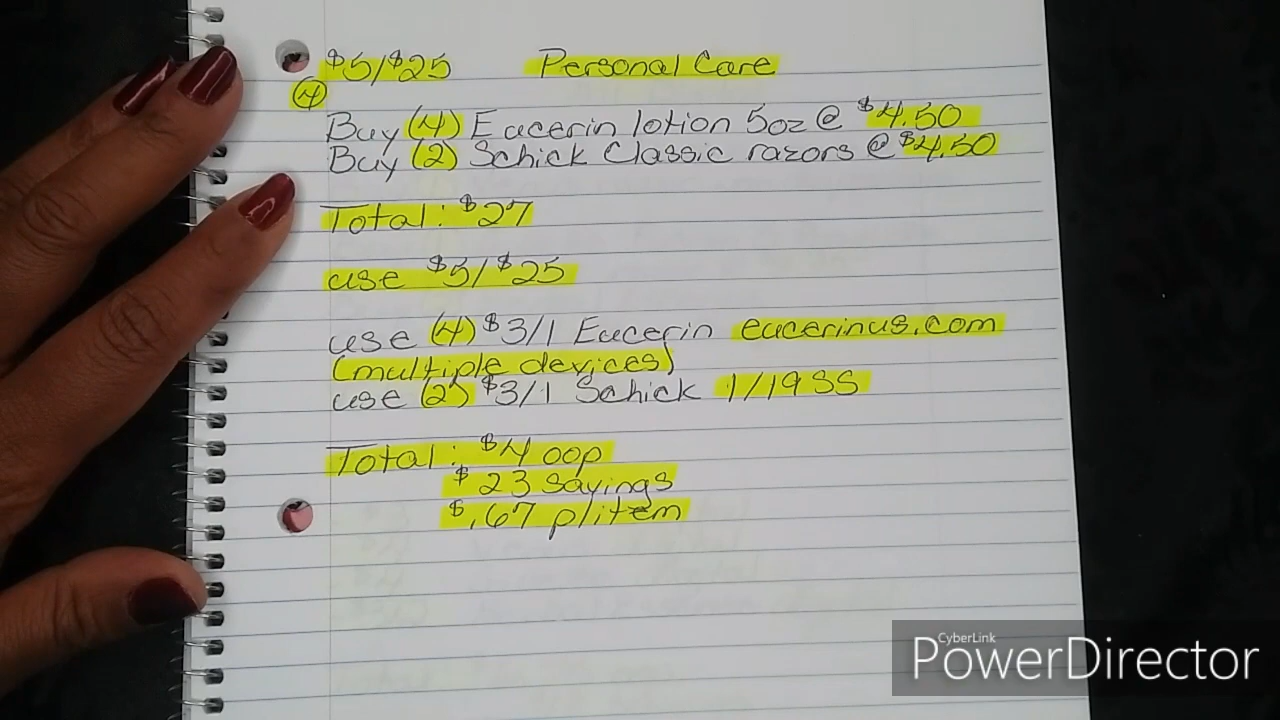 $5/$25 Personal Care
4
Buy (4) Eucerin lotion 5oz @ $4.50
Buy (2) Schick Classic razors @ $4.50
Total: $27
use $5/$25
use (4) $3/1 Eucerin eucerinus.com
(multiple devices)
use (2) $3/1 Schick 1/19 SS
Total: $4 oop
$23 savings
$.67 p/item
CyberLink
PowerDirector